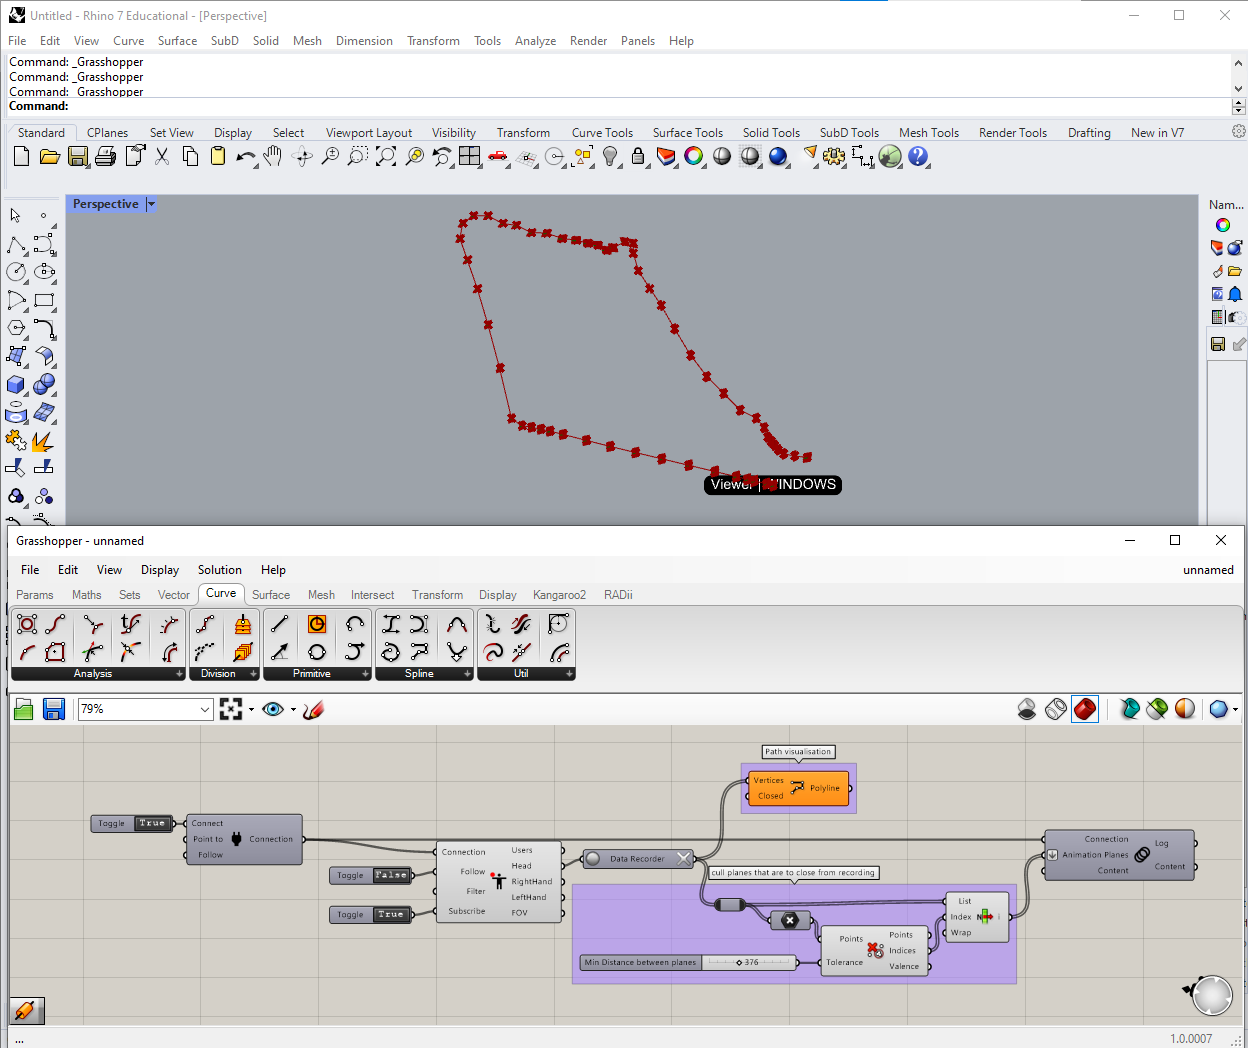 Untitled - Rhino 7 Educational - [Perspective]
File Edit View Curve Surface SubD Solid Mesh Dimension Transform Tools Analyze Render Panels Help
Command: _Grasshopper
Command: _Grasshopper
Command: _Grasshopper
Command:
Standard CPlanes Set View Display Select Viewport Layout Visibility Transform Curve Tools Surface Tools Solid Tools SubD Tools Mesh Tools Render Tools Drafting New in V7
Perspective
Nam...
Viewer | WINDOWS
Grasshopper - unnamed
File Edit View Display Solution Help unnamed
Params Maths Sets Vector Curve Surface Mesh Intersect Transform Display Kangaroo2 RADii
Analysis Division Primitive Spline Util
79%
Path visualisation
Vertices
Closed
Polyline
Toggle True
Connect
Point to
Follow
Connection
Toggle False
Toggle True
Connection
Follow
Filter
Subscribe
Users
Head
RightHand
LeftHand
FOV
Data Recorder
cull planes that are to close from recording
Min Distance between planes 376
Points
Tolerance
Points
Indices
Valence
List
Index
Wrap
i
Connection
Animation Planes
Content
Log
Content
...
1.0.0007